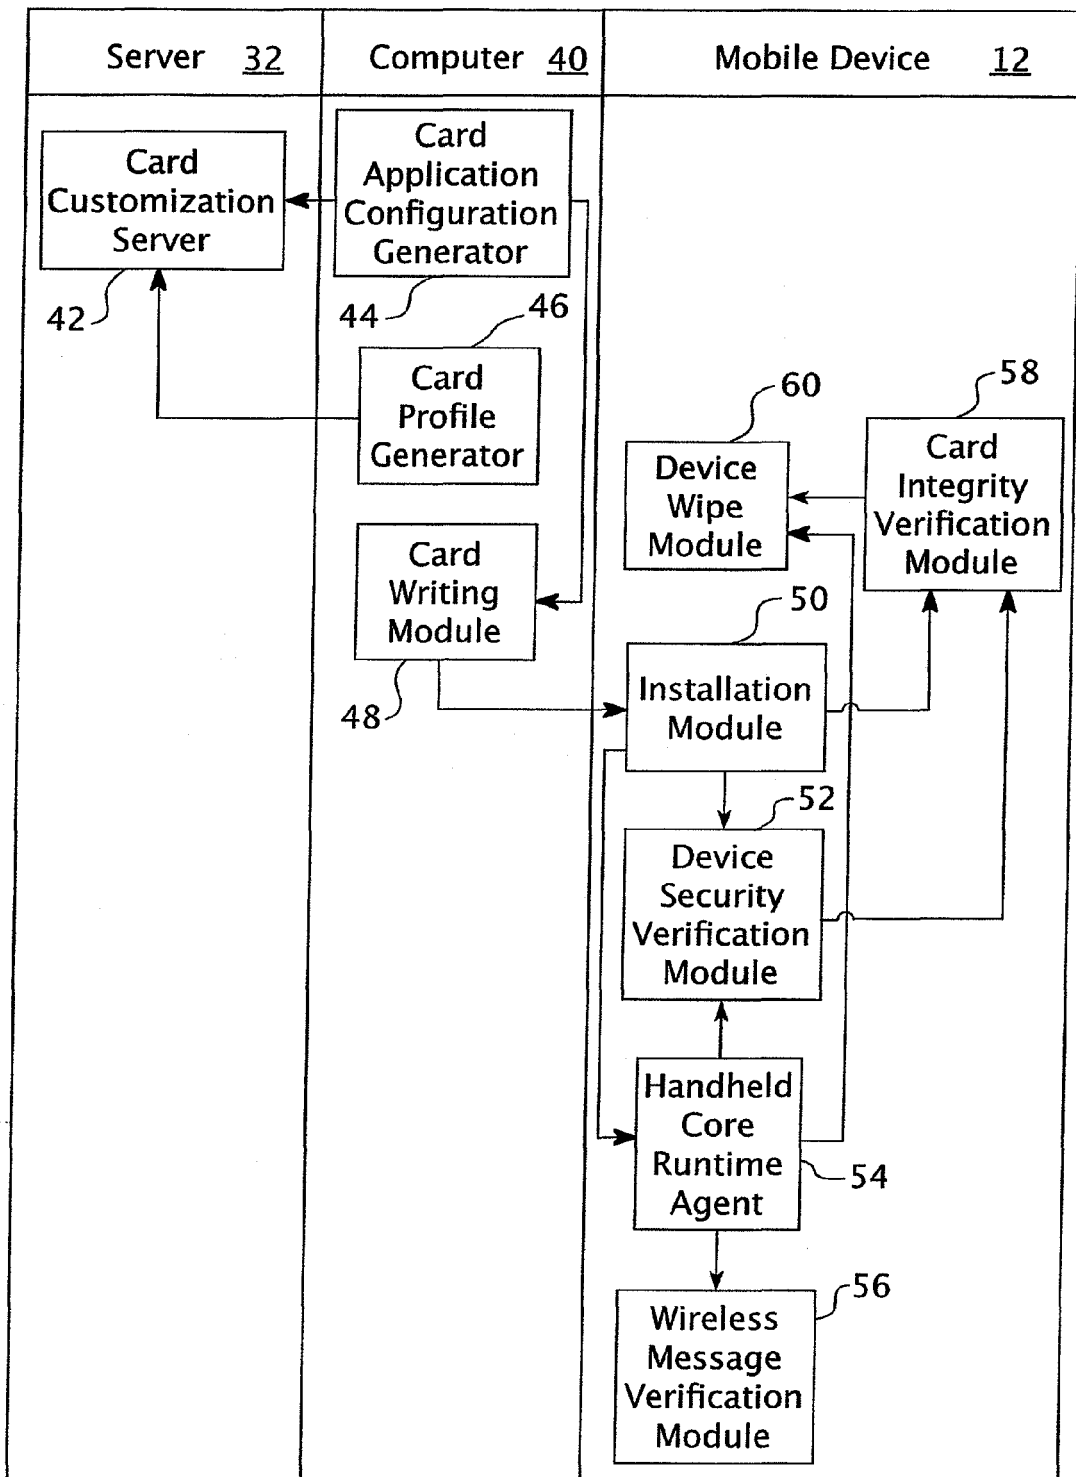 Server 32
Computer 40
Mobile Device 12
Card
Customization
Server
42
Card
Application
Configuration
Generator
44
46
Card
Profile
Generator
Card
Writing
Module
48
60
Device
Wipe
Module
58
Card
Integrity
Verification
Module
50
Installation
Module
52
Device
Security
Verification
Module
Handheld
Core
Runtime
Agent
54
56
Wireless
Message
Verification
Module